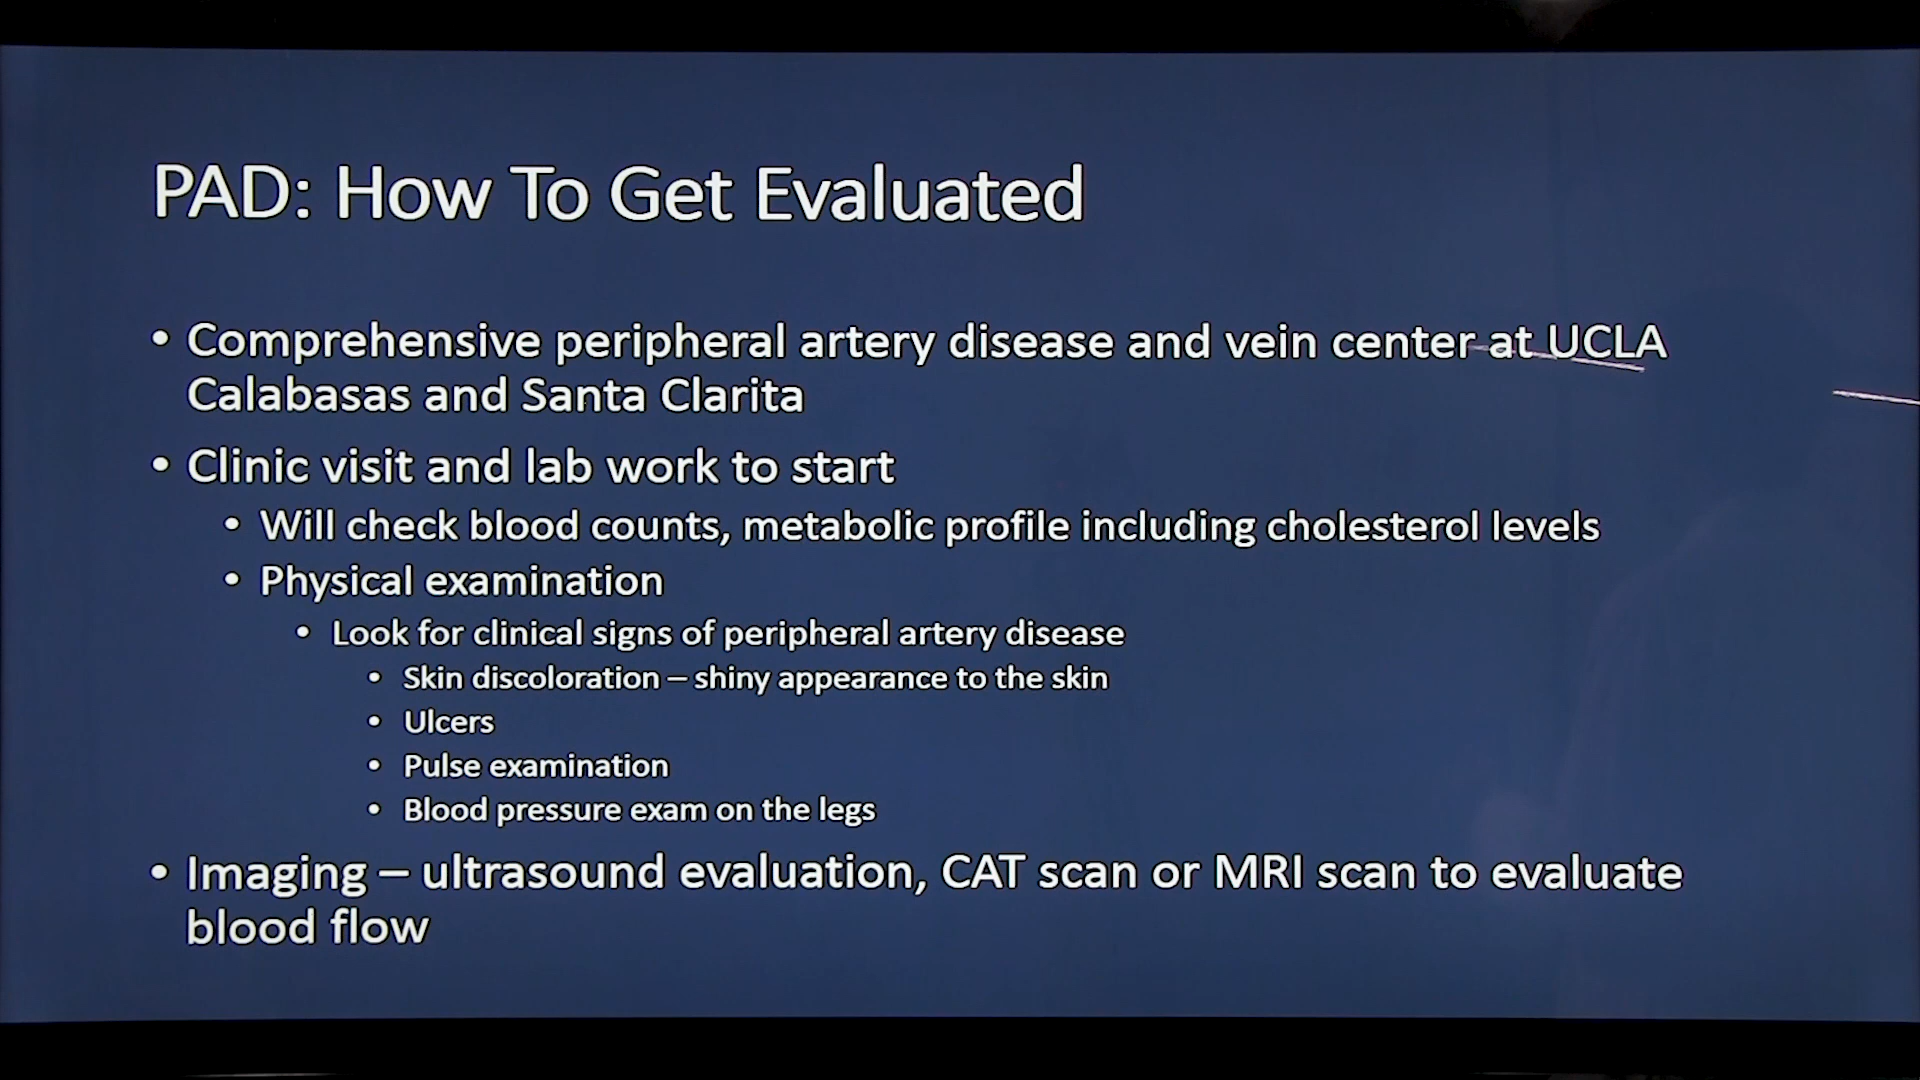 PAD: How To Get Evaluated
• Comprehensive peripheral artery disease and vein center at UCLA
Calabasas and Santa Clarita
• Clinic visit and lab work to start
• Will check blood counts, metabolic profile including cholesterol levels
• Physical examination
• Look for clinical signs of peripheral artery disease
• Skin discoloration – shiny appearance to the skin
• Ulcers
• Pulse examination
• Blood pressure exam on the legs
• Imaging – ultrasound evaluation, CAT scan or MRI scan to evaluate
blood flow